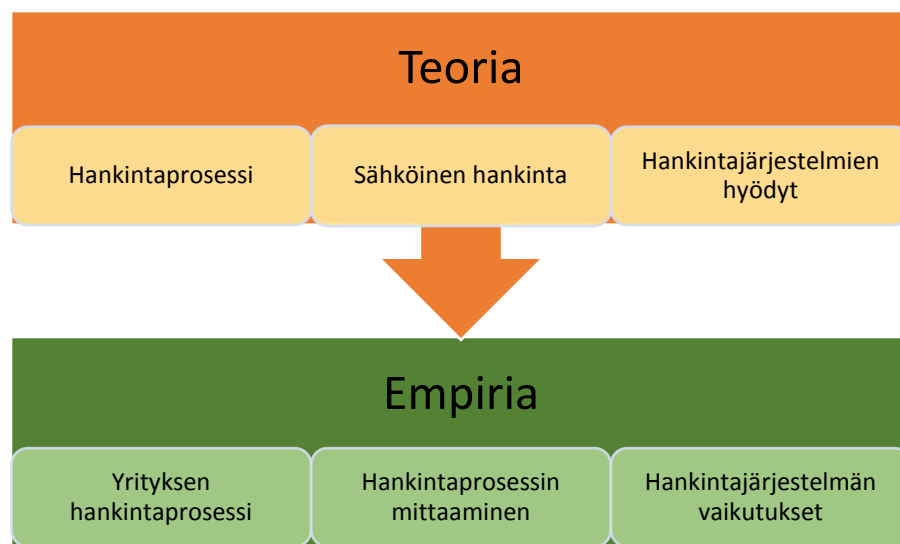 Teoria
Hankintaprosessi
Sähköinen hankinta
Hankintajärjestelmien
hyödyt
Empiria
Yrityksen
hankintaprosessi
Hankintaprosessin
mittaaminen
Hankintajärjestelmän
vaikutukset